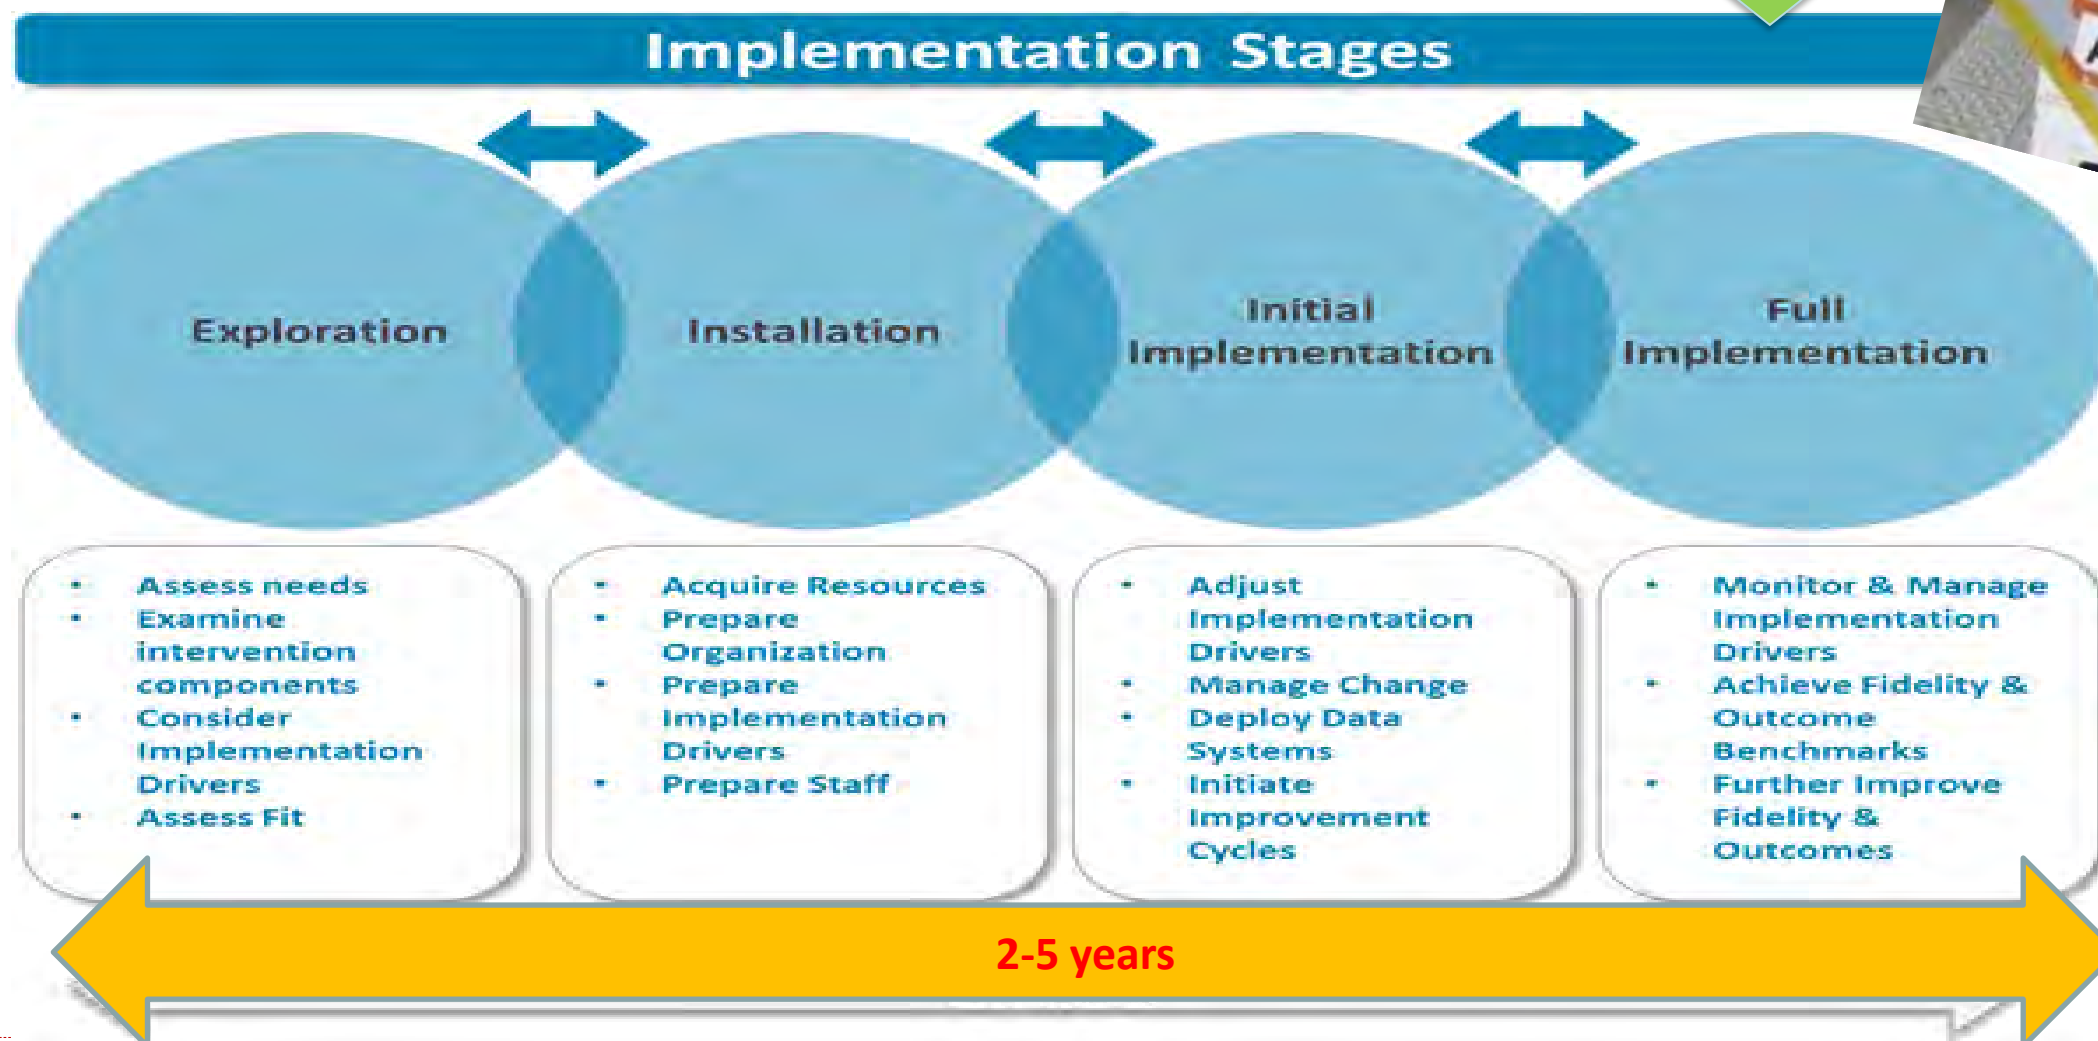 Implementation Stages
Exploration
Installation
Initial
Implementation
Full
Implementation
• Assess needs
• Examine
intervention
components
• Consider
Implementation
Drivers
• Assess Fit
• Acquire Resources
• Prepare
Organization
• Prepare
Implementation
Drivers
• Prepare Staff
• Adjust
Implementation
Drivers
• Manage Change
• Deploy Data
Systems
• Initiate
Improvement
Cycles
• Monitor & Manage
Implementation
Drivers
• Achieve Fidelity &
Outcome
Benchmarks
• Further Improve
Fidelity &
Outcomes
2-5 years